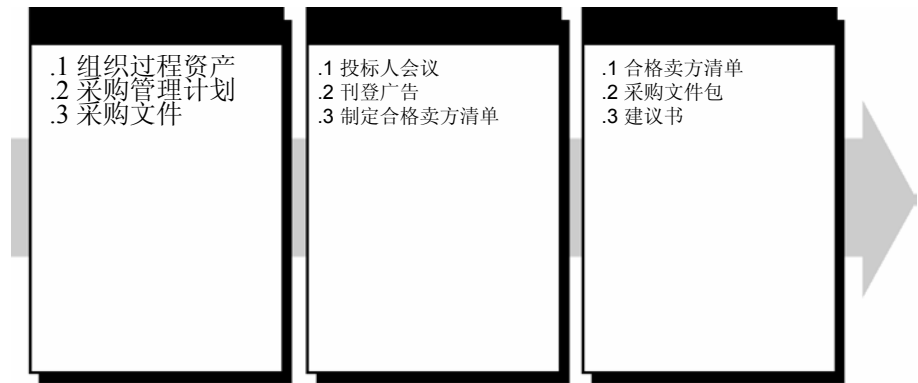 .1 组织过程资产
.2 采购管理计划
.3 采购文件
.1 投标人会议
.2 刊登广告
.3 制定合格卖方清单
.1 合格卖方清单
.2 采购文件包
.3 建议书